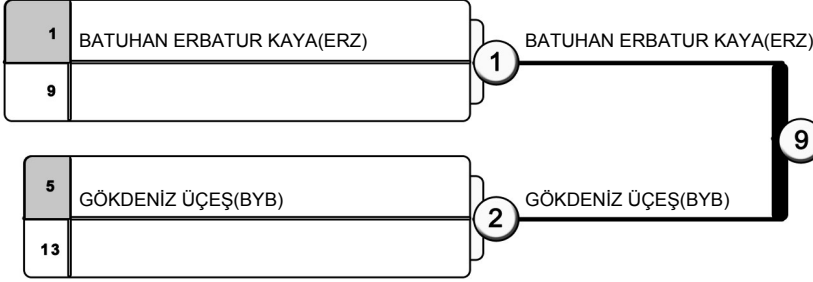 1 BATUHAN ERBATUR KAYA(ERZ)
9
1
BATUHAN ERBATUR KAYA(ERZ)
9
5 GÖKDENİZ ÜÇEŞ(BYB)
13
2
GÖKDENİZ ÜÇEŞ(BYB)